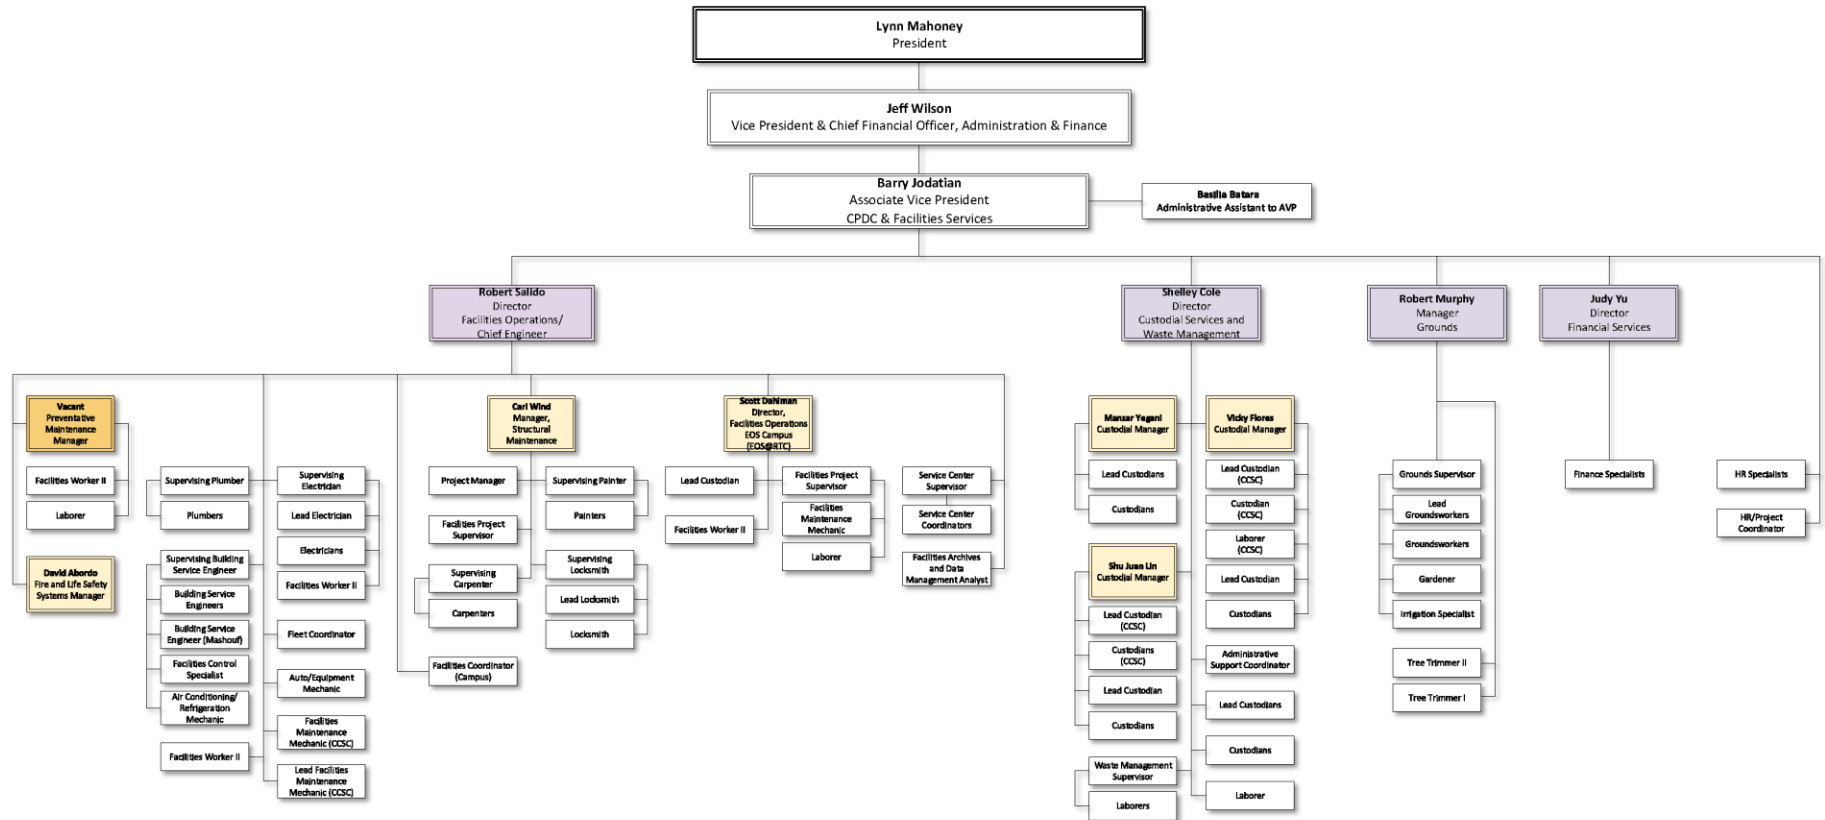 Lynn Mahoney
President
Jeff Wilson
Vice President & Chief Financial Officer, Administration & Finance
Barry Jodatian
Associate Vice President
CPDC & Facilities Services
Basilia Batara
Administrative Assistant to AVP
Robert Salido
Director
Facilities Operations/
Chief Engineer
Shelley Cole
Director
Custodial Services and
Waste Management
Robert Murphy
Manager
Grounds
Judy Yu
Director
Financial Services
Vacant
Preventative
Maintenance
Manager
Facilities Worker II
Laborer
David Abordo
Fire and Life Safety
Systems Manager
Supervising Plumber
Plumbers
Supervising Building
Service Engineer
Building Service
Engineers
Building Service
Engineer (Mashouf)
Facilities Control
Specialist
Air Conditioning/
Refrigeration
Mechanic
Facilities Worker II
Supervising
Electrician
Lead Electrician
Electricians
Facilities Worker II
Fleet Coordinator
Auto/Equipment
Mechanic
Facilities
Maintenance
Mechanic (CCSC)
Lead Facilities
Maintenance
Mechanic (CCSC)
Carl Wind
Manager,
Structural
Maintenance
Project Manager
Facilities Project
Supervisor
Supervising
Carpenter
Carpenters
Facilities Coordinator
(Campus)
Supervising Painter
Painters
Supervising
Locksmith
Lead Locksmith
Locksmith
Scott Dahlman
Director,
Facilities Operations
EOS Campus
(EOS@RTC)
Lead Custodian
Facilities Worker II
Facilities Project
Supervisor
Facilities
Maintenance
Mechanic
Laborer
Service Center
Supervisor
Service Center
Coordinators
Facilities Archives
and Data
Management Analyst
Manzar Yegani
Custodial Manager
Lead Custodians
Custodians
Shu Juan Lin
Custodial Manager
Lead Custodian
(CCSC)
Custodians
(CCSC)
Lead Custodian
Custodians
Waste Management
Supervisor
Laborers
Vicky Flores
Custodial Manager
Lead Custodian
(CCSC)
Custodian
(CCSC)
Laborer
(CCSC)
Lead Custodian
Custodians
Administrative
Support Coordinator
Lead Custodians
Custodians
Laborer
Grounds Supervisor
Lead
Groundsworkers
Groundsworkers
Gardener
Irrigation Specialist
Tree Trimmer II
Tree Trimmer I
Finance Specialists
HR Specialists
HR/Project
Coordinator